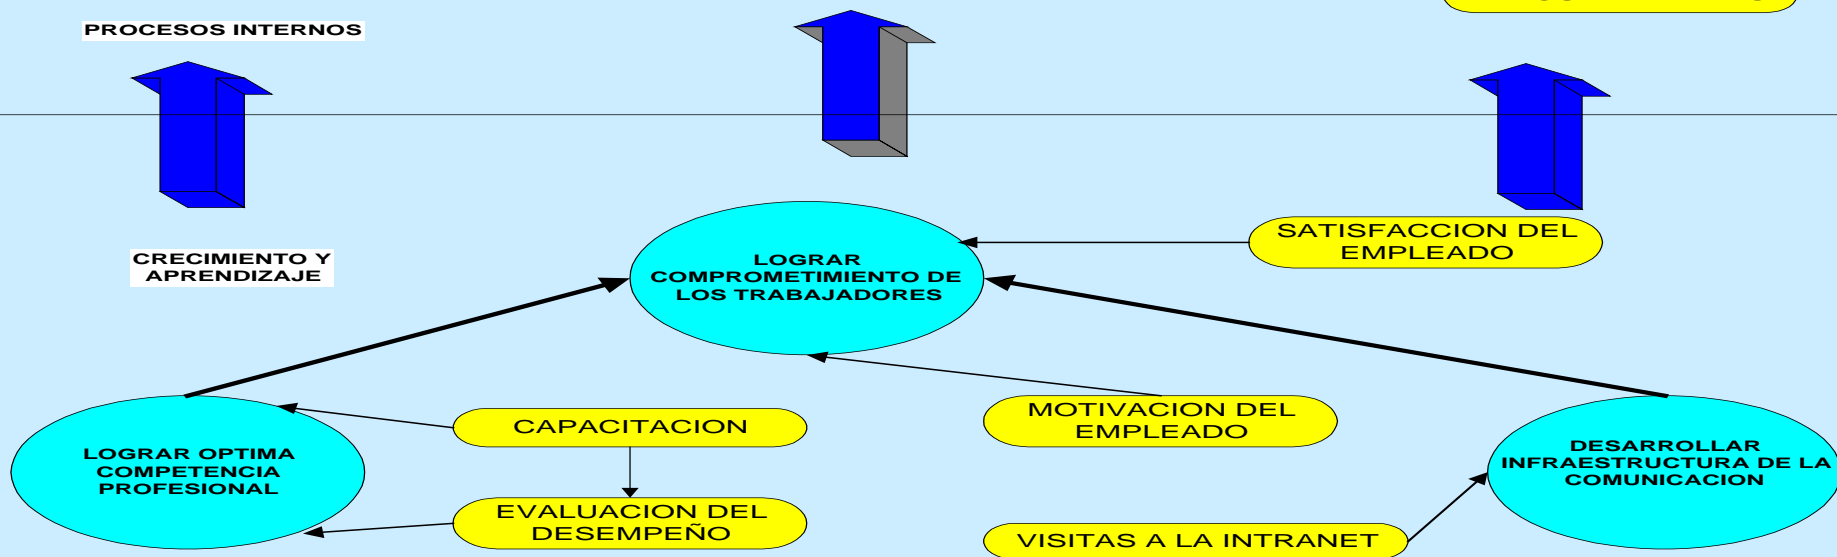 PROCESOS INTERNOS
CRECIMIENTO Y
APRENDIZAJE
LOGRAR
COMPROMETIMIENTO DE
LOS TRABAJADORES
SATISFACCION DEL
EMPLEADO
LOGRAR OPTIMA
COMPETENCIA
PROFESIONAL
CAPACITACION
EVALUACION DEL
DESEMPEÑO
MOTIVACION DEL
EMPLEADO
VISITAS A LA INTRANET
DESARROLLAR
INFRAESTRUCTURA DE LA
COMUNICACION